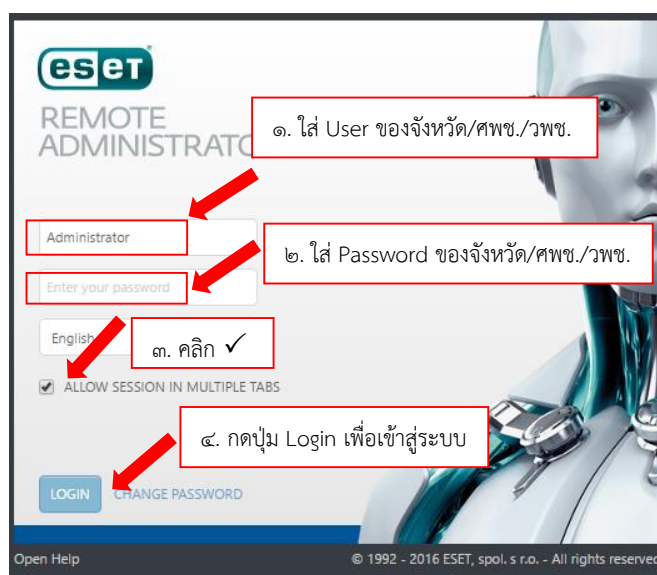 eset
REMOTE
ADMINISTRATO
๑. ใส่ User ของจังหวัด/ศพช./วพช.
Administrator
๒. ใส่ Password ของจังหวัด/ศพช./วพช.
Enter your password
English
๓. คลิก ✓
ALLOW SESSION IN MULTIPLE TABS
๔. กดปุ่ม Login เพื่อเข้าสู่ระบบ
LOGIN CHANGE PASSWORD
Open Help © 1992 - 2016 ESET, spol. s r.o. - All rights reserved